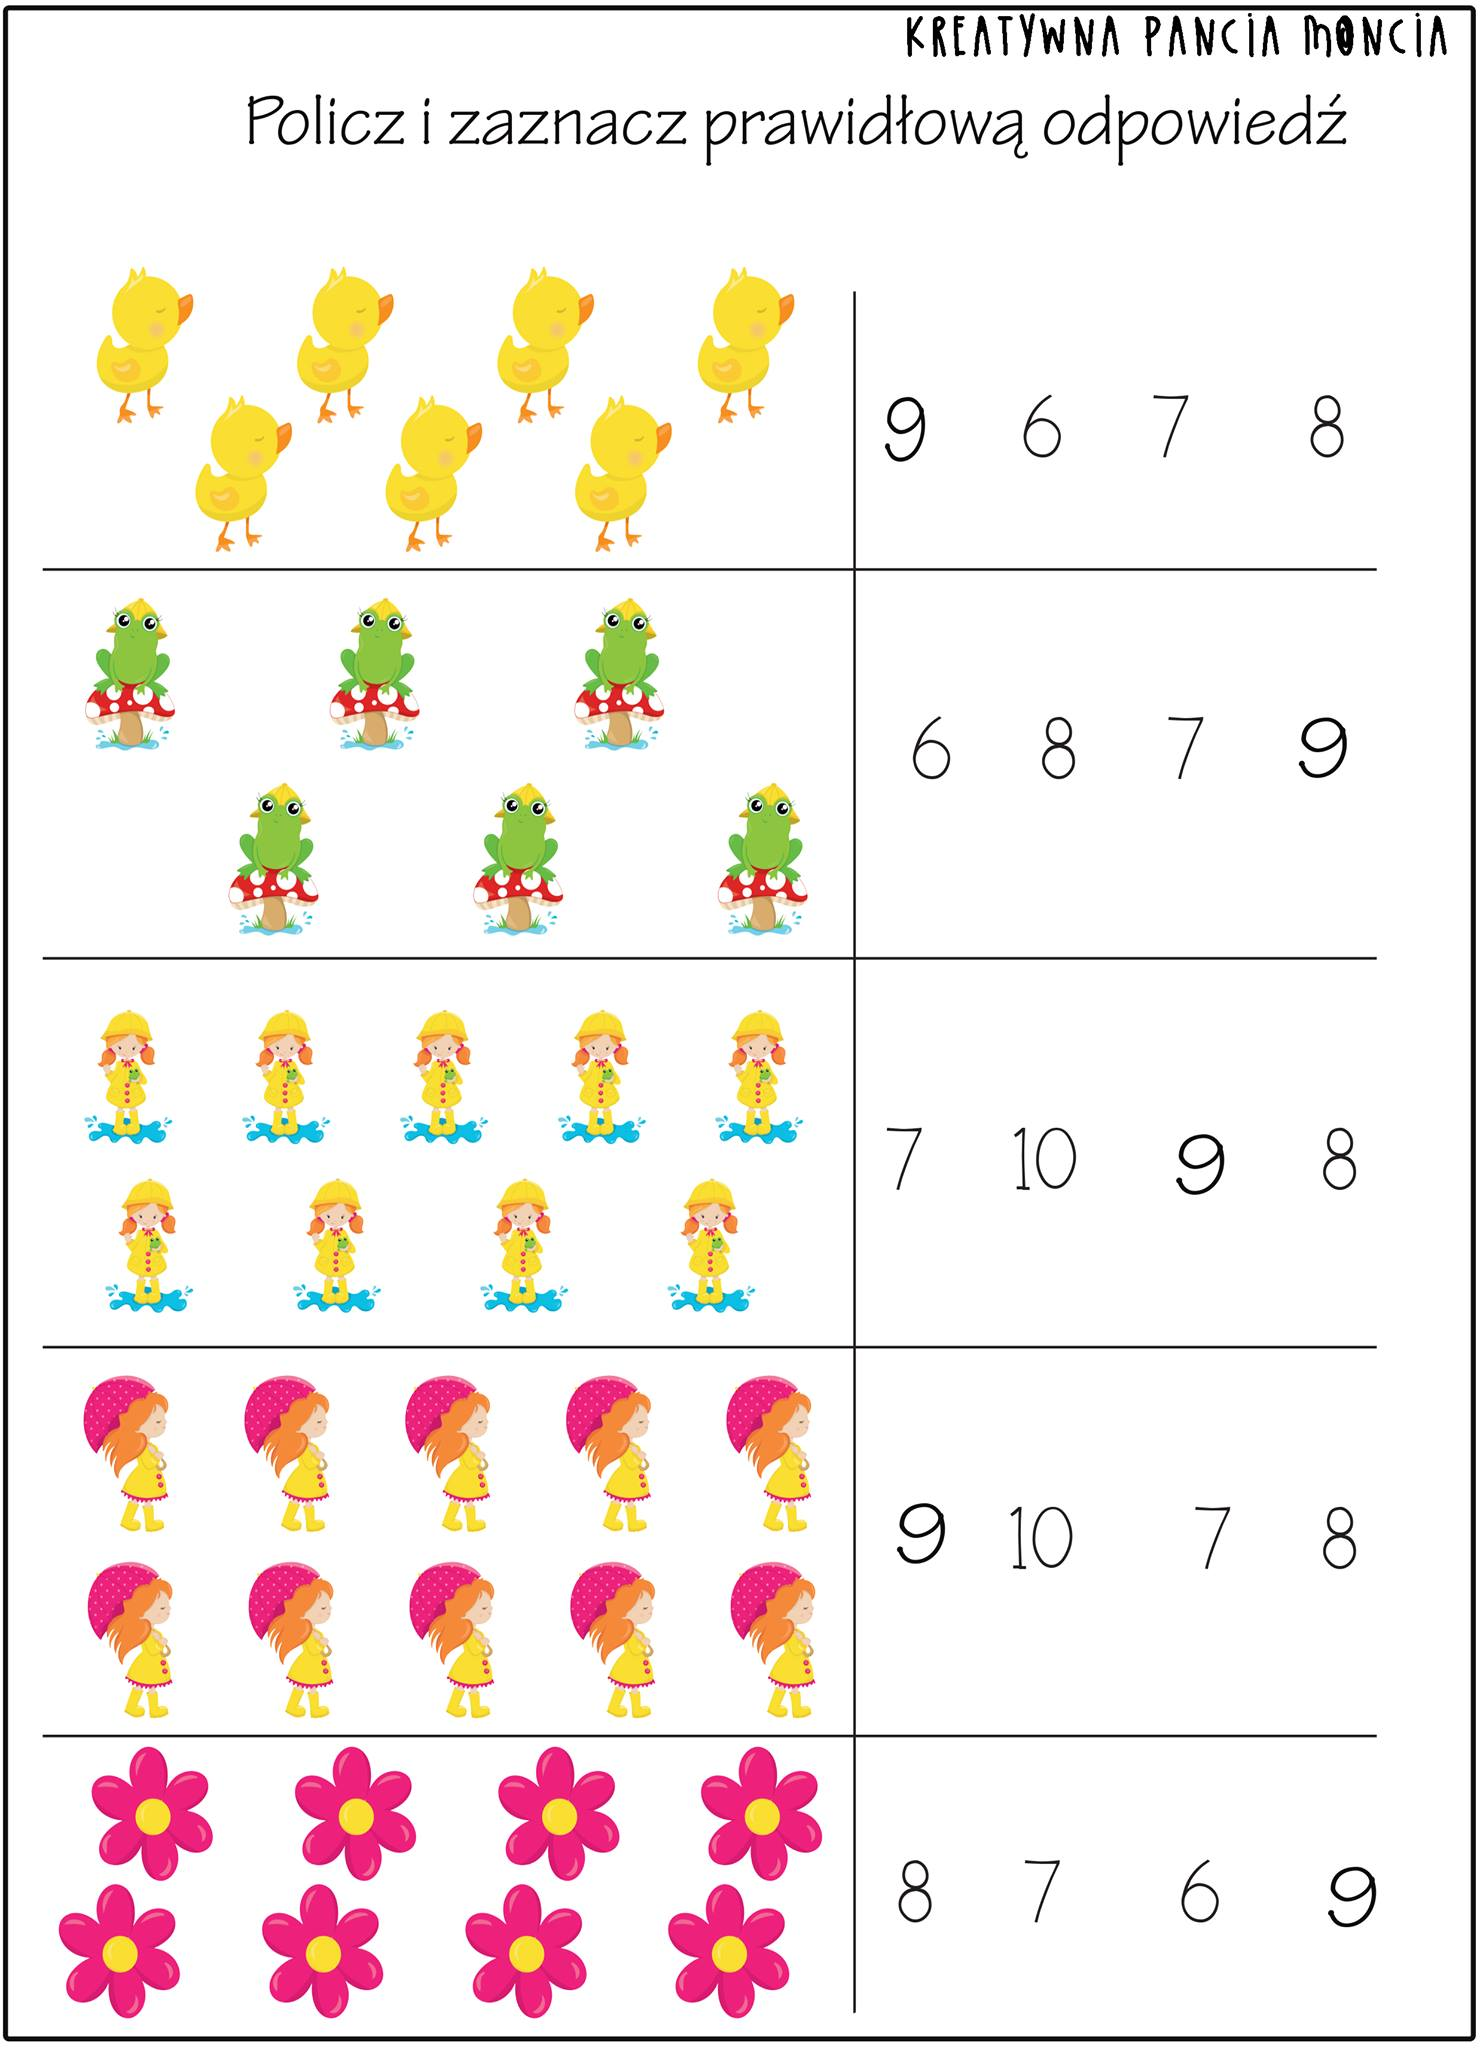 KREATYWNA PANCIA MONCIA
Policz i zaznacz prawidłową odpowiedź
9 6 7 8
6 8 7 9
7 10 9 8
9 10 7 8
8 7 6 9